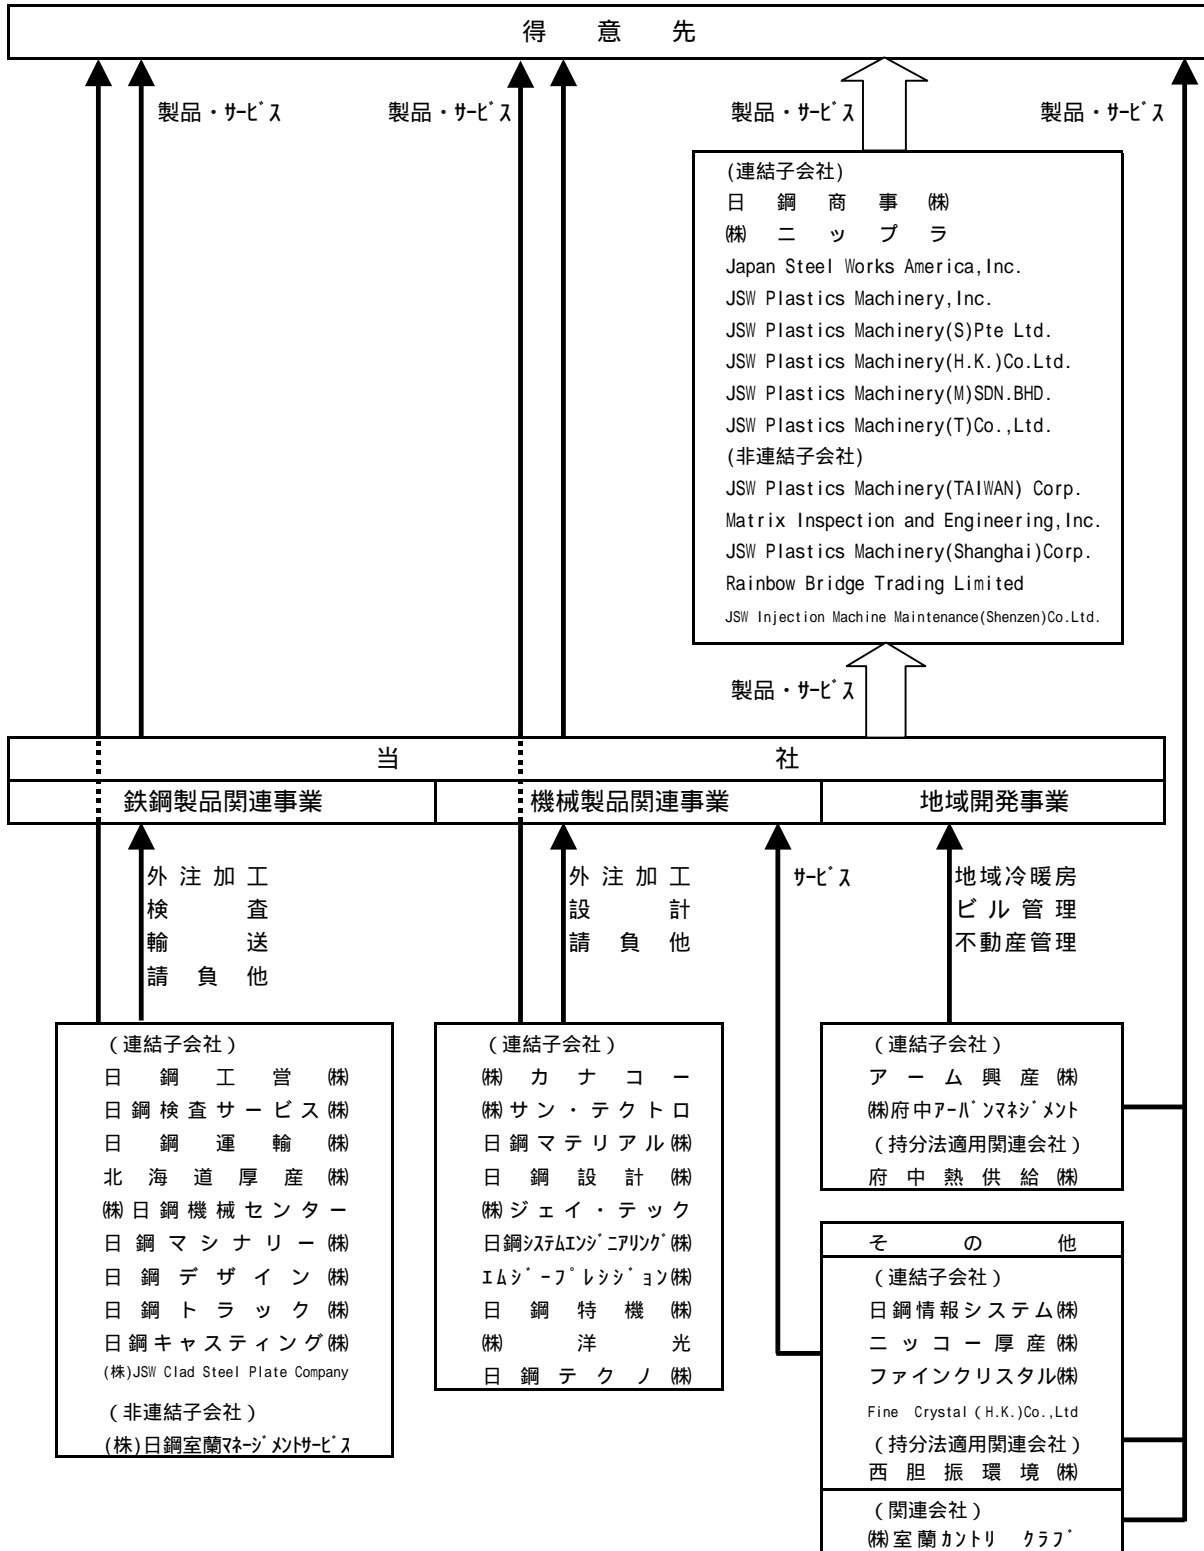 得意先
製品・ｻｰﾋﾞｽ
製品・ｻｰﾋﾞｽ
製品・ｻｰﾋﾞｽ
製品・ｻｰﾋﾞｽ
(連結子会社)
日鋼商事㈱
㈱ニップラ
Japan Steel Works America,Inc.
JSW Plastics Machinery,Inc.
JSW Plastics Machinery(S)Pte Ltd.
JSW Plastics Machinery(H.K.)Co.Ltd.
JSW Plastics Machinery(M)SDN.BHD.
JSW Plastics Machinery(T)Co.,Ltd.
(非連結子会社)
JSW Plastics Machinery(TAIWAN) Corp.
Matrix Inspection and Engineering,Inc.
JSW Plastics Machinery(Shanghai)Corp.
Rainbow Bridge Trading Limited
JSW Injection Machine Maintenance(Shenzen)Co.Ltd.
製品・ｻｰﾋﾞｽ
当社
鉄鋼製品関連事業
機械製品関連事業
地域開発事業
外注加工
検査
輸送
請負他
外注加工
設計
請負他
ｻｰﾋﾞｽ
地域冷暖房
ビル管理
不動産管理
（連結子会社）
日鋼工営㈱
日鋼検査サービス㈱
日鋼運輸㈱
北海道厚産㈱
㈱日鋼機械センター
日鋼マシナリー㈱
日鋼デザイン㈱
日鋼トラック㈱
日鋼キャスティング㈱
(株)JSW Clad Steel Plate Company
（非連結子会社）
(株)日鋼室蘭ﾏﾈｰｼﾞﾒﾝﾄｻｰﾋﾞｽ
（連結子会社）
㈱カナコー
㈱サン・テクトロ
日鋼マテリアル㈱
日鋼設計㈱
㈱ジェイ・テック
日鋼ｼｽﾃﾑｴﾝｼﾞﾆｱﾘﾝｸﾞ㈱
ｴﾑｼﾞｰﾌﾟﾚｼｼﾞｮﾝ㈱
日鋼特機㈱
㈱洋光
日鋼テクノ㈱
（連結子会社）
アーム興産㈱
㈱府中ｱｰﾊﾞﾝﾏﾈｼﾞﾒﾝﾄ
（持分法適用関連会社）
府中熱供給㈱
その他
（連結子会社）
日鋼情報システム㈱
ニッコー厚産㈱
ファインクリスタル㈱
Fine Crystal（H.K.)Co.,Ltd
（持分法適用関連会社）
西胆振環境㈱
（関連会社）
㈱室蘭ｶﾝﾄﾘ ｸﾗﾌﾞ